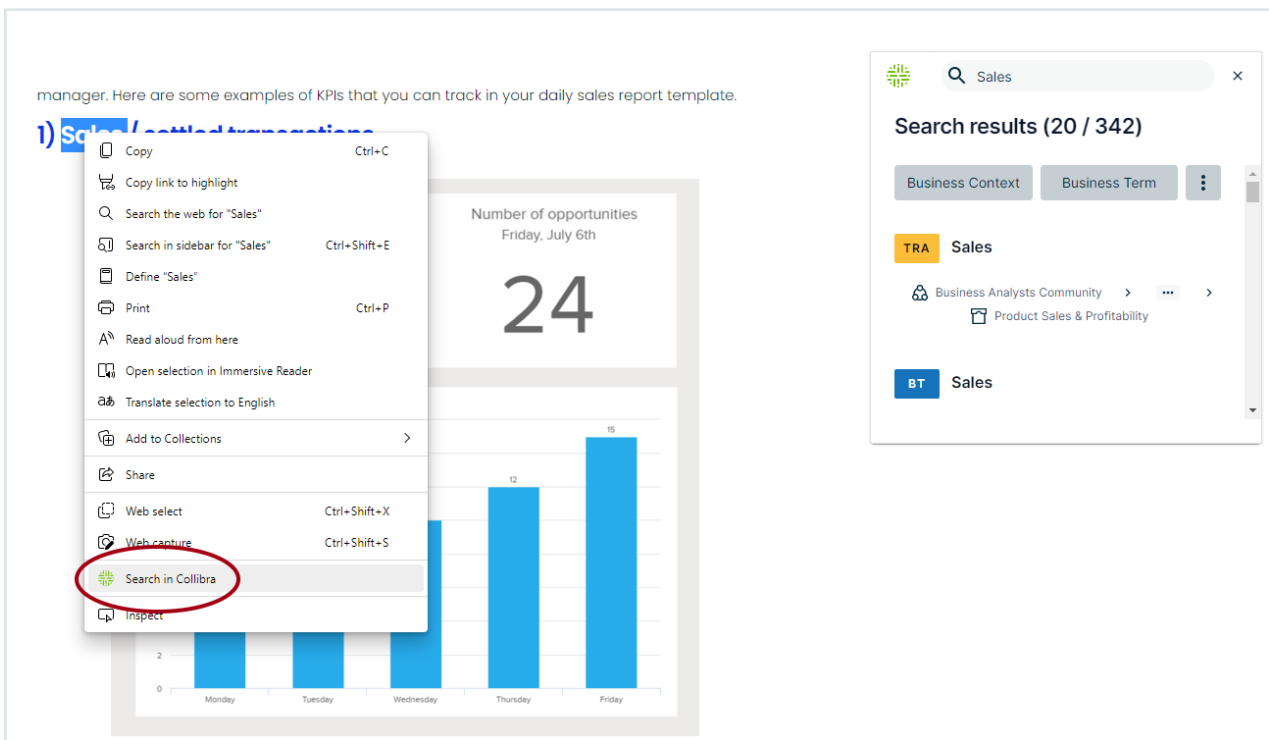 manager. Here are some examples of KPIs that you can track in your daily sales report template.
1) Sales / settled transactions
Copy Ctrl+C
Copy link to highlight
Search the web for "Sales"
Search in sidebar for "Sales" Ctrl+Shift+E
Define "Sales"
Print Ctrl+P
Read aloud from here
Open selection in Immersive Reader
Translate selection to English
Add to Collections
Share
Web select Ctrl+Shift+X
Web capture Ctrl+Shift+S
Search in Collibra
Inspect
Number of opportunities
Friday, July 6th
24
15
12
2
0
Monday Tuesday Wednesday Thursday Friday
Sales
Search results (20 / 342)
Business Context Business Term
TRA Sales
Business Analysts Community > ... >
Product Sales & Profitability
BT Sales